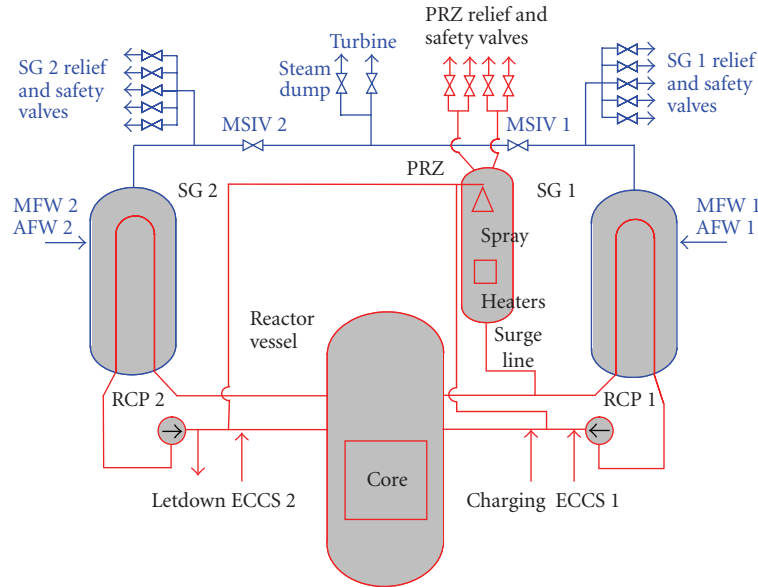 Turbine
PRZ relief and
safety valves
SG 2 relief
and safety
valves
Steam
dump
SG 1 relief
and safety
valves
MSIV 2
MSIV 1
PRZ
SG 2
SG 1
MFW 2
AFW 2
MFW 1
AFW 1
Spray
Heaters
Reactor
vessel
Surge
line
RCP 2
RCP 1
Core
Letdown ECCS 2
Charging ECCS 1